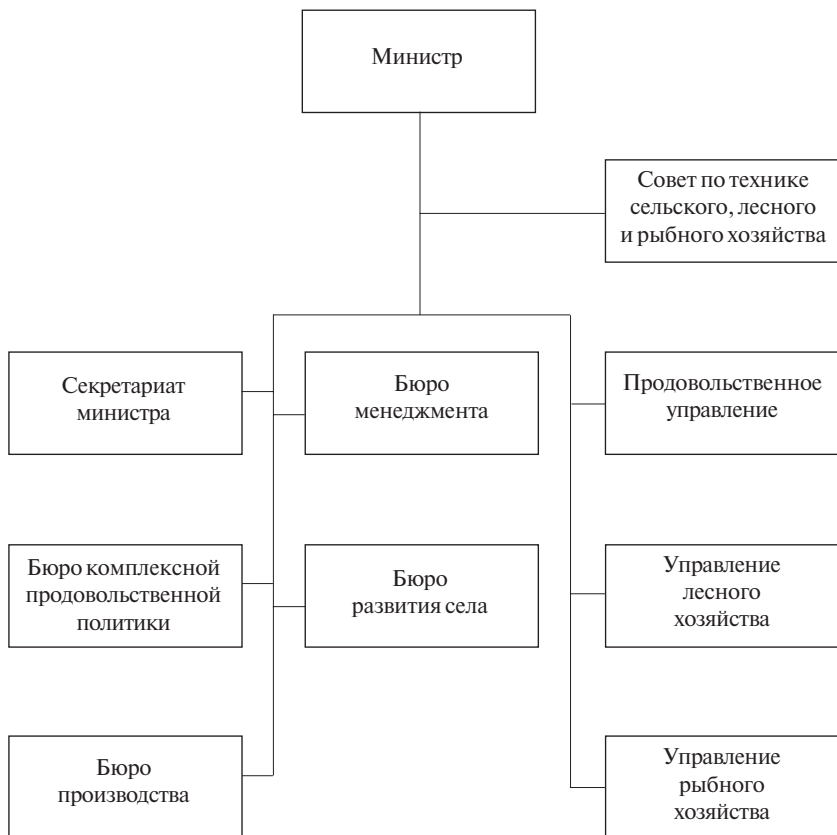 Министр
Совет по технике
сельского, лесного
и рыбного хозяйства
Секретариат
министра
Бюро
менеджмента
Продовольственное
управление
Бюро комплексной
продовольственной
политики
Бюро
развития села
Управление
лесного
хозяйства
Бюро
производства
Управление
рыбного
хозяйства